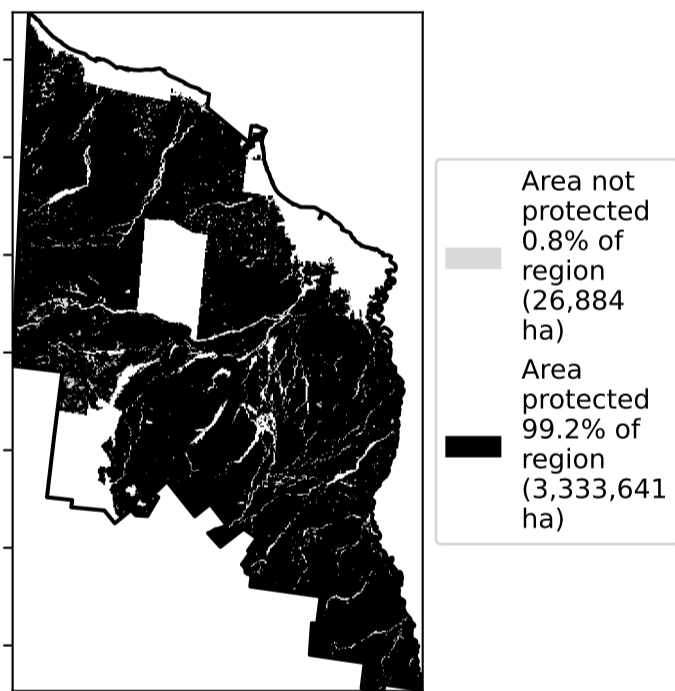 Area not
protected
0.8% of
region
(26,884
ha)
Area
protected
99.2% of
region
(3,333,641
ha)